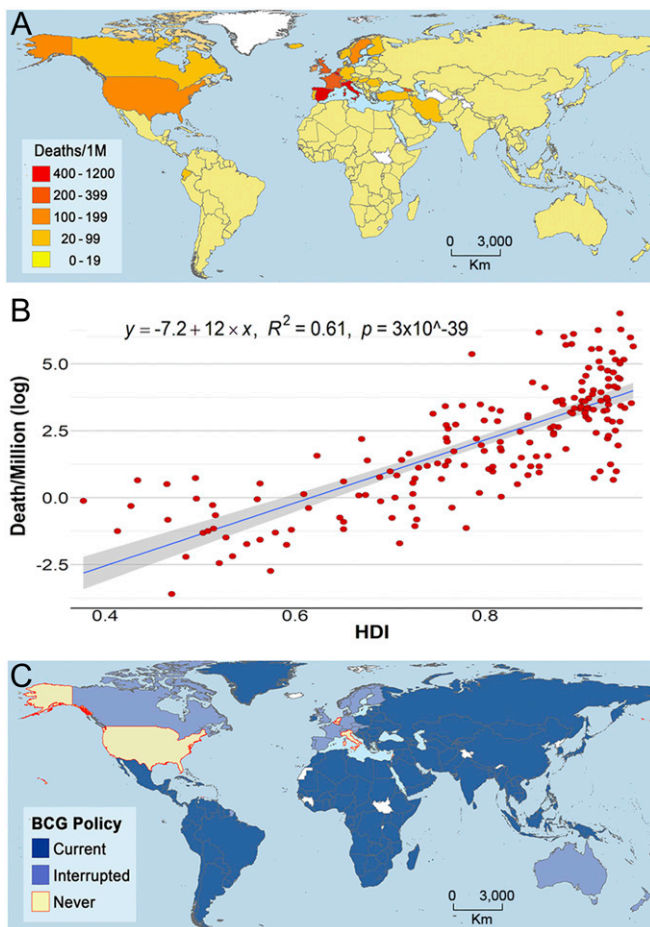 A
Deaths/1M
400 - 1200
200 - 399
100 - 199
20 - 99
0 - 19
0 3,000
Km
B
y = -7.2 + 12 × x, R² = 0.61, p = 3x10^-39
Death/Million (log)
5.0
2.5
0.0
-2.5
0.4 0.6 0.8
HDI
C
BCG Policy
Current
Interrupted
Never
0 3,000
Km